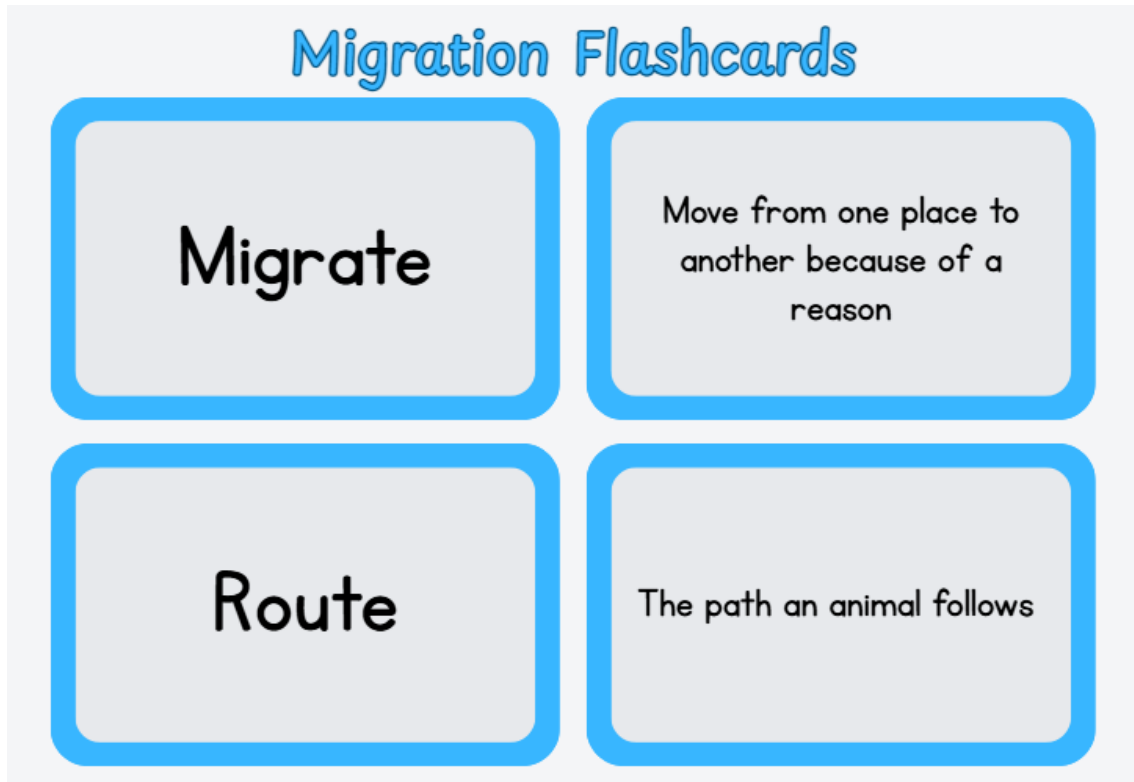 Migration Flashcards
Migrate
Move from one place to
another because of a
reason
Route
The path an animal follows